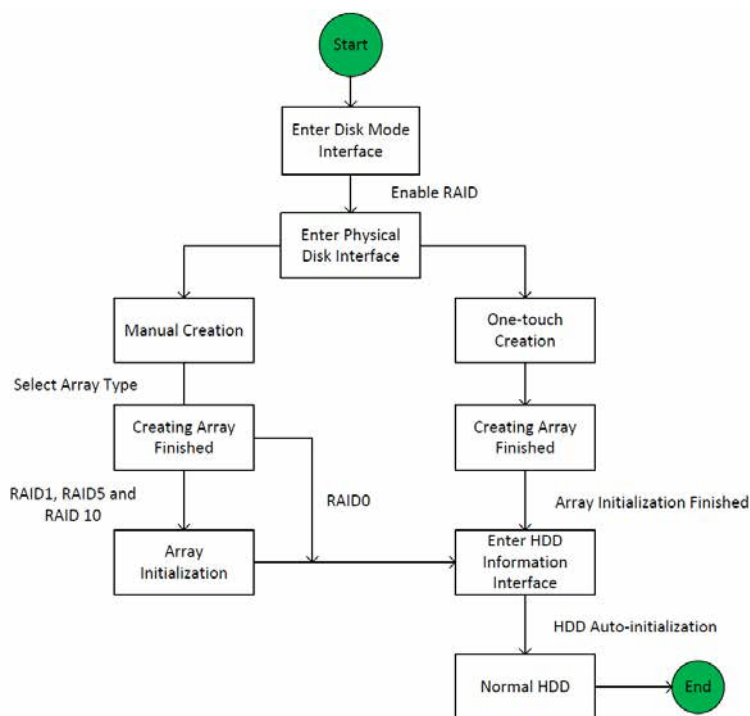 Start
Enter Disk Mode
Interface
Enable RAID
Enter Physical
Disk Interface
Manual Creation
One-touch
Creation
Select Array Type
Creating Array
Finished
Creating Array
Finished
RAID1, RAID5 and
RAID 10
RAID0
Array Initialization Finished
Array
Initialization
Enter HDD
Information
Interface
HDD Auto-initialization
Normal HDD
End